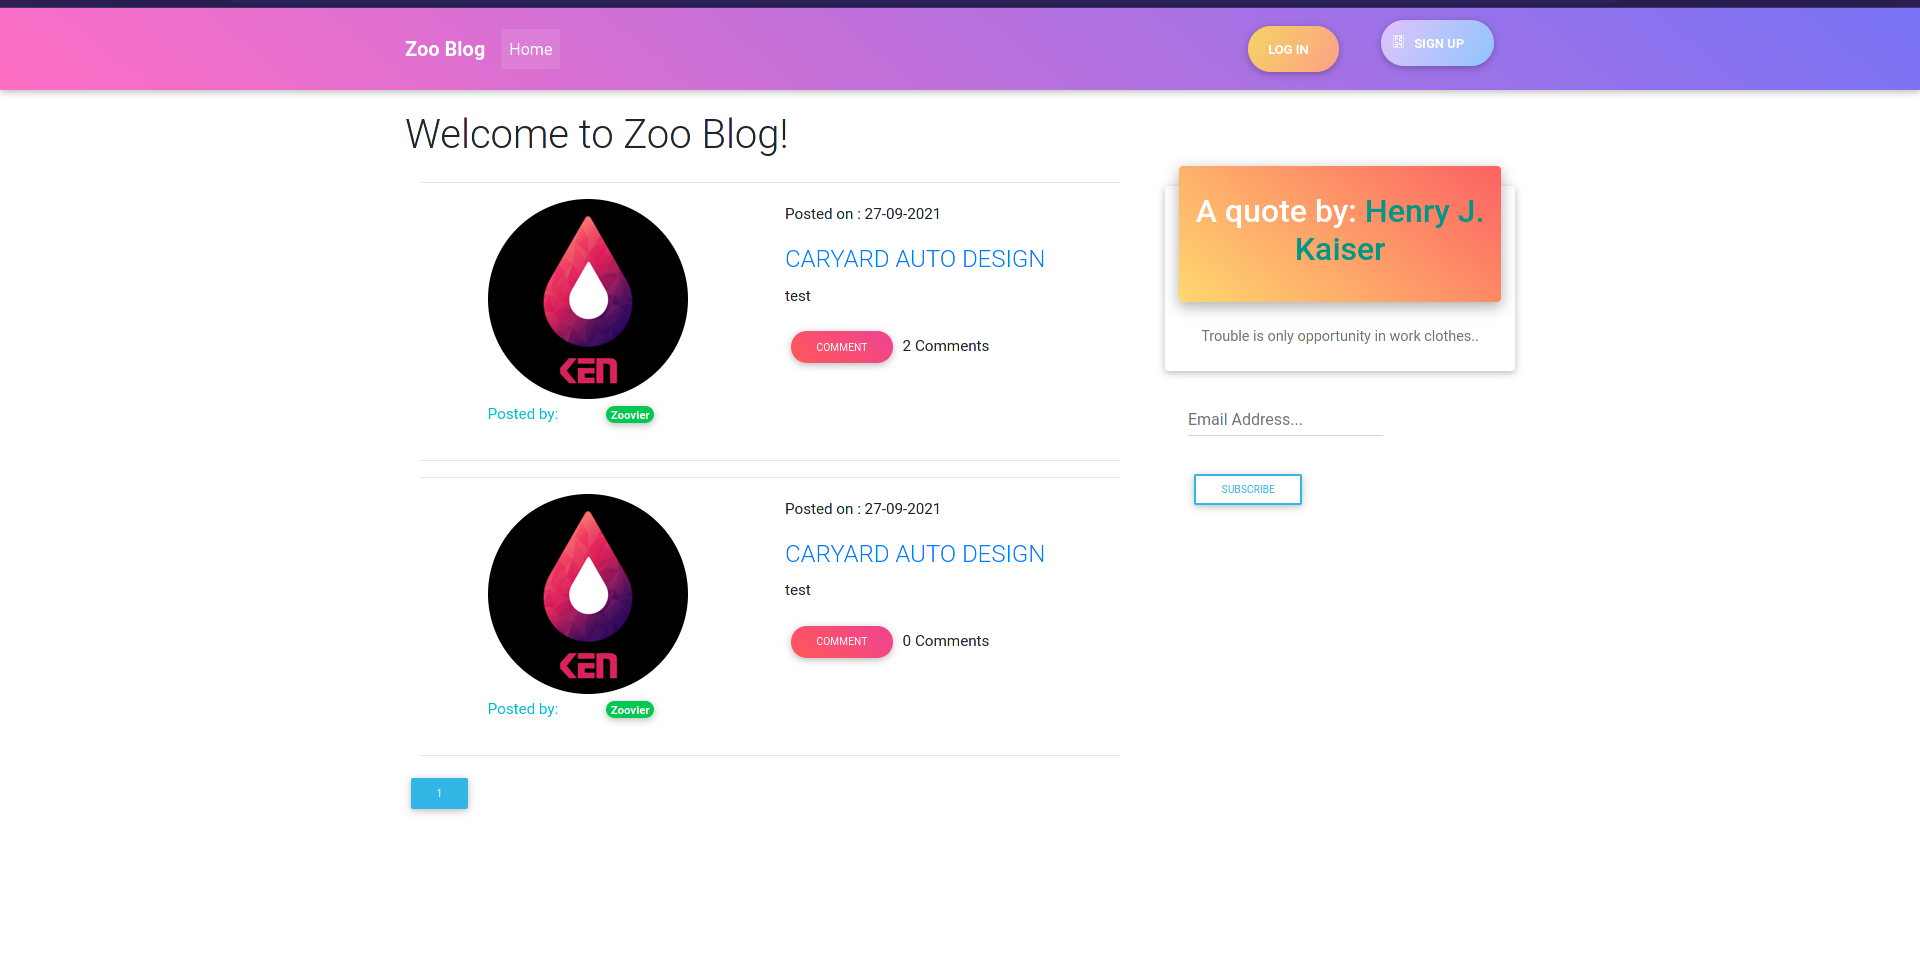 Zoo Blog
Home
LOG IN
SIGN UP
Welcome to Zoo Blog!
KEN
Posted by:
Zoovier
Posted on : 27-09-2021
CARYARD AUTO DESIGN
test
COMMENT
2 Comments
KEN
Posted by:
Zoovier
Posted on : 27-09-2021
CARYARD AUTO DESIGN
test
COMMENT
0 Comments
1
A quote by: Henry J.
Kaiser
Trouble is only opportunity in work clothes..
Email Address...
SUBSCRIBE